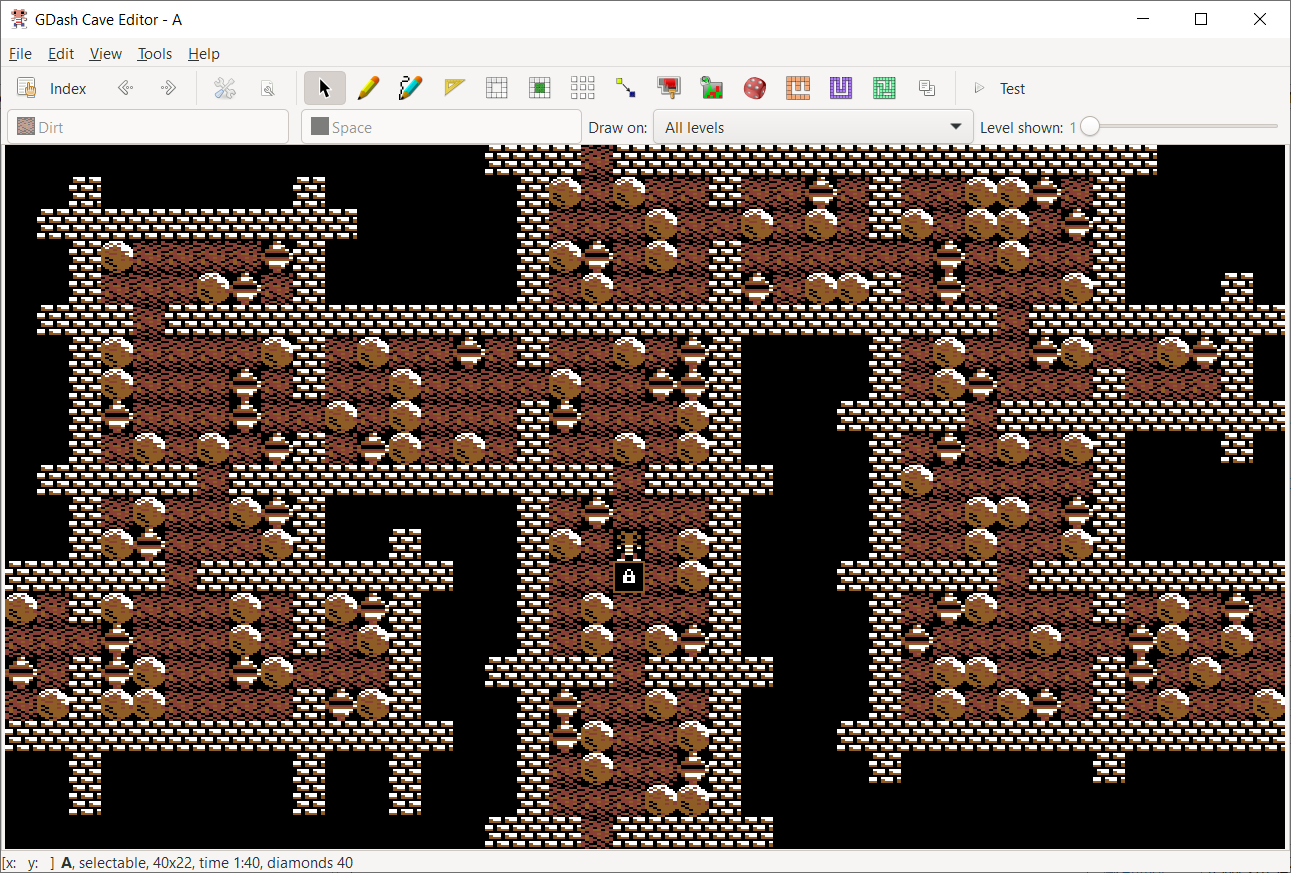 GDash Cave Editor - A
File Edit View Tools Help
Index Test
Dirt Space Draw on: All levels Level shown: 1
[x: y: ] A, selectable, 40x22, time 1:40, diamonds 40